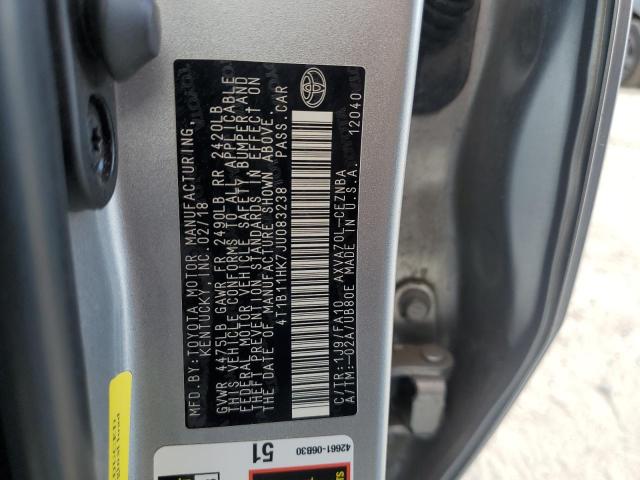 MFD.BY:TOYOTA MOTOR MANUFACTURING,
KENTUCKY, INC. 02/18
GVWR 4475LB GAWR FR 2490LB RR 2420LB
THIS VEHICLE CONFORMS TO ALL APPLICABLE
FEDERAL MOTOR VEHICLE SAFETY, BUMPER, AND
THEFT PREVENTION STANDARDS IN EFFECT ON
THE DATE OF MANUFACTURE SHOWN ABOVE.
4T1B11HK7JU083238 PASS.CAR
C/TR:1J9/FA10 AXVA70L-CEZNBA
A/TM:-02A/UB80E MADE IN U.S.A. 12040
42661-06B30
51